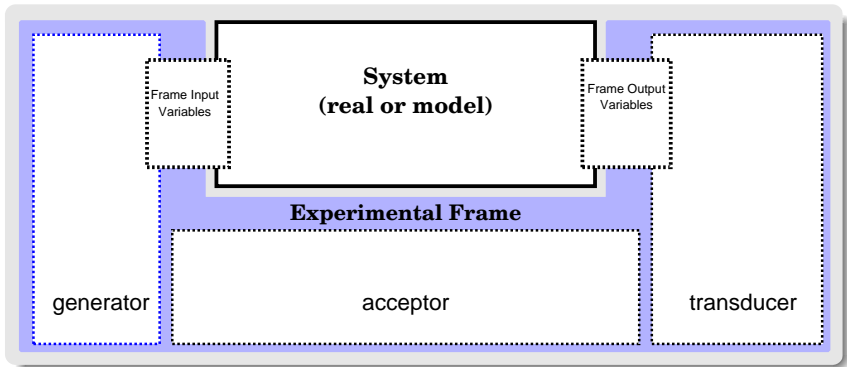 System
(real or model)
Frame Input
Variables
Frame Output
Variables
Experimental Frame
generator
acceptor
transducer